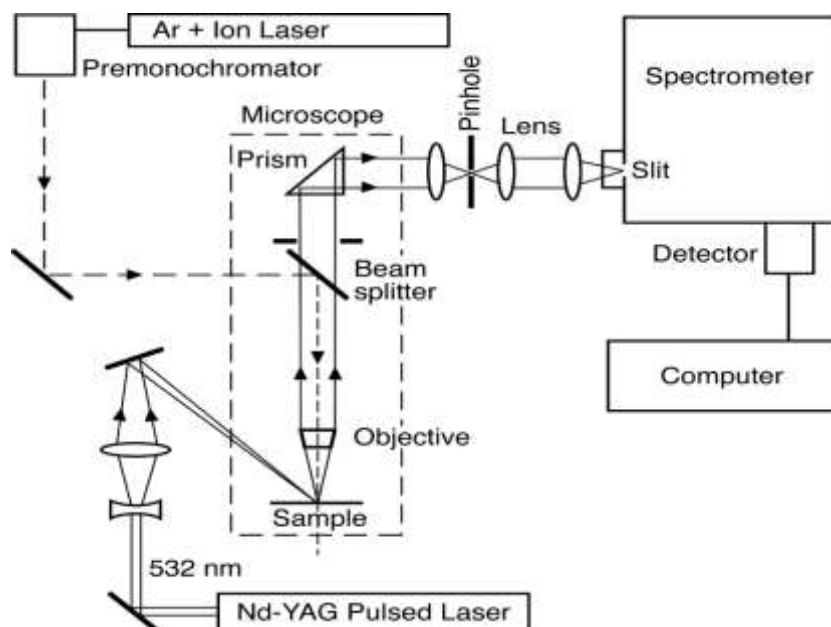 Ar + Ion Laser
Premonochromator
Microscope
Prism
Pinhole
Lens
Spectrometer
Slit
Beam
splitter
Detector
Computer
Objective
Sample
532 nm
Nd-YAG Pulsed Laser